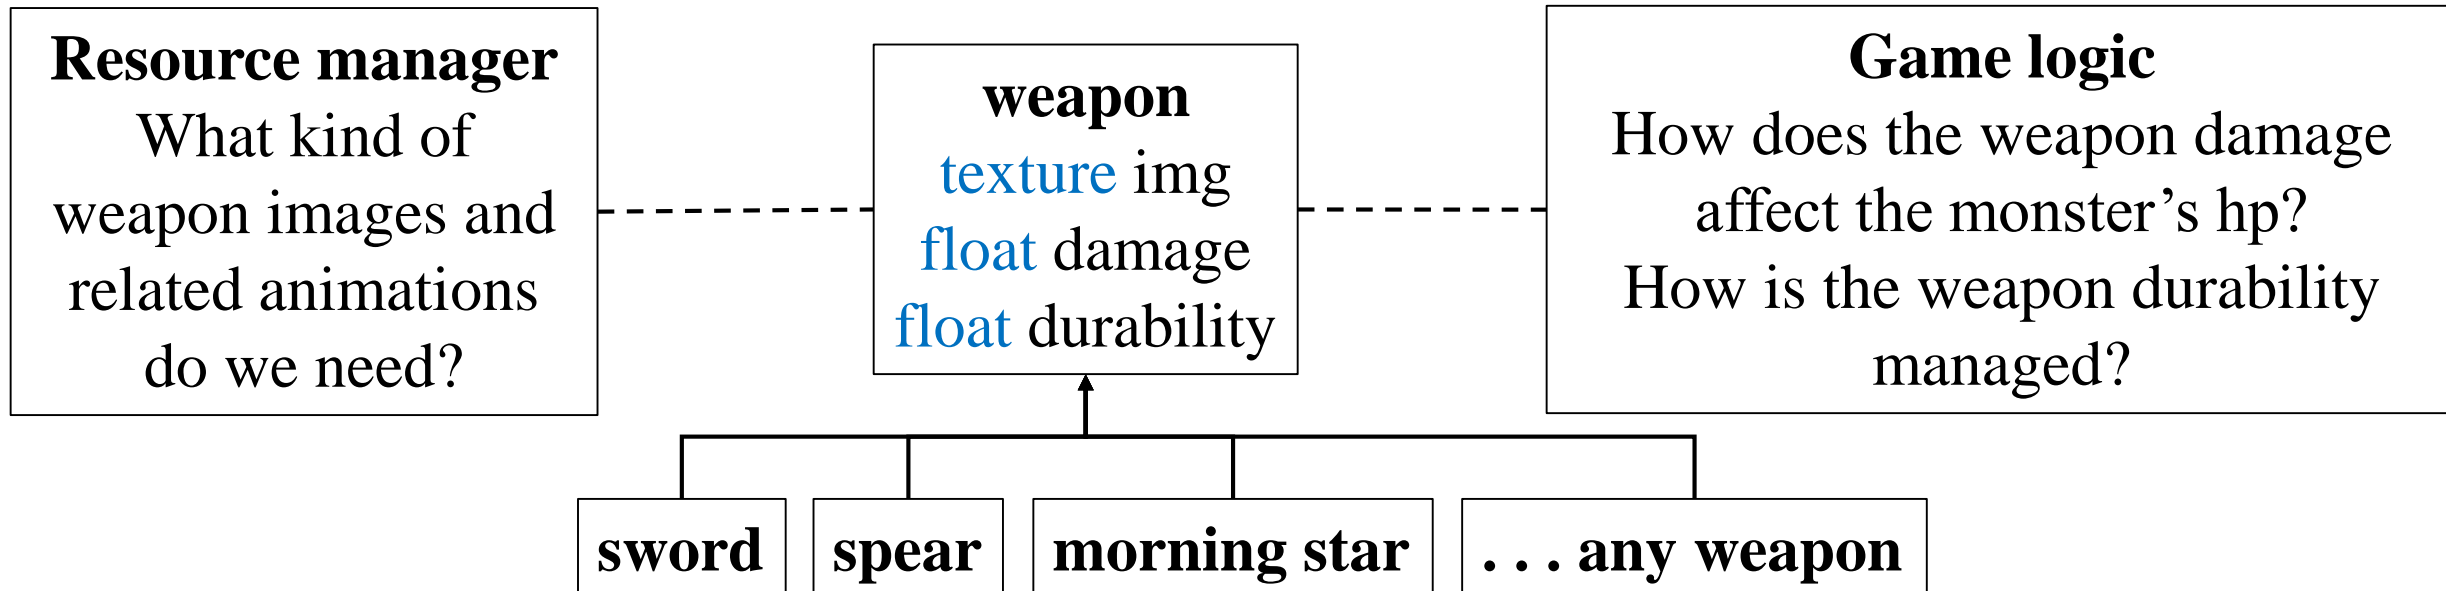 Resource manager
What kind of
weapon images and
related animations
do we need?
weapon
texture img
float damage
float durability
Game logic
How does the weapon damage
affect the monster’s hp?
How is the weapon durability
managed?
sword
spear
morning star
. . . any weapon